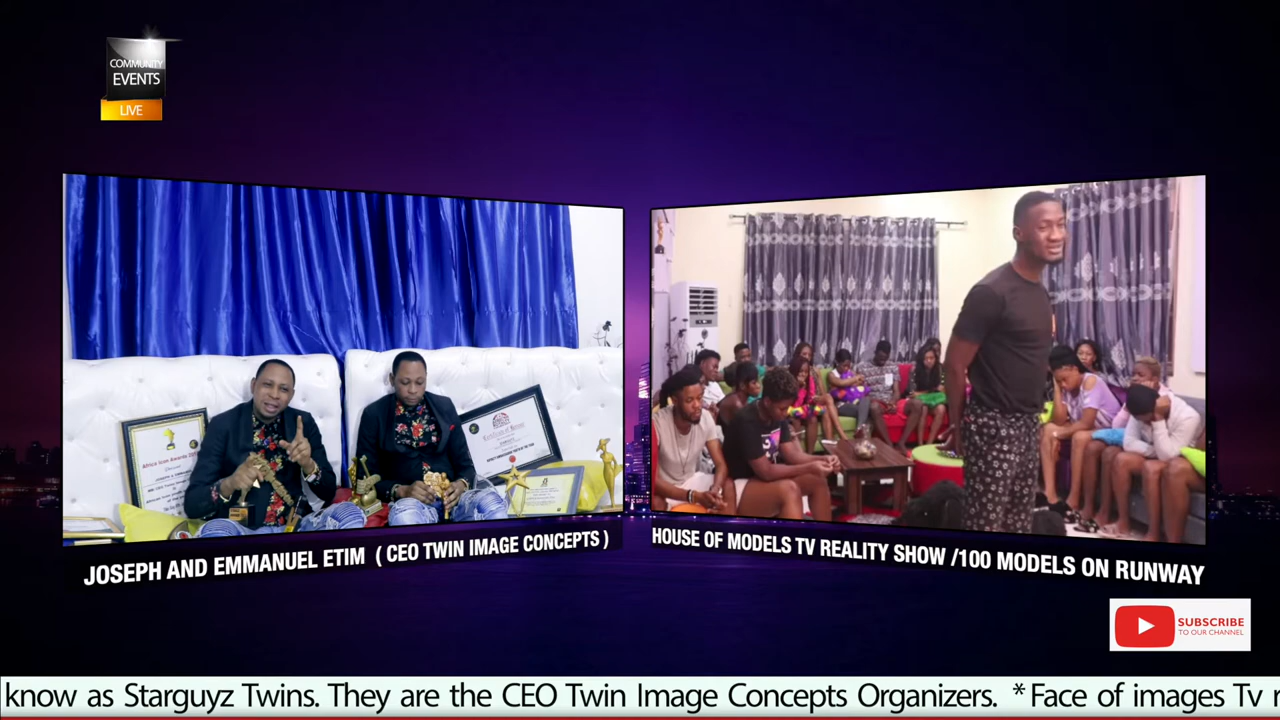 COMMUNITY
EVENTS
LIVE
Africa Icon Awards
Certificate of Honour
JOSEPH AND EMMANUEL ETIM ( CEO TWIN IMAGE CONCEPTS )
HOUSE OF MODELS TV REALITY SHOW /100 MODELS ON RUNWAY
SUBSCRIBE
TO OUR CHANNEL
know as Starguyz Twins. They are the CEO Twin Image Concepts Organizers. *Face of images Tv